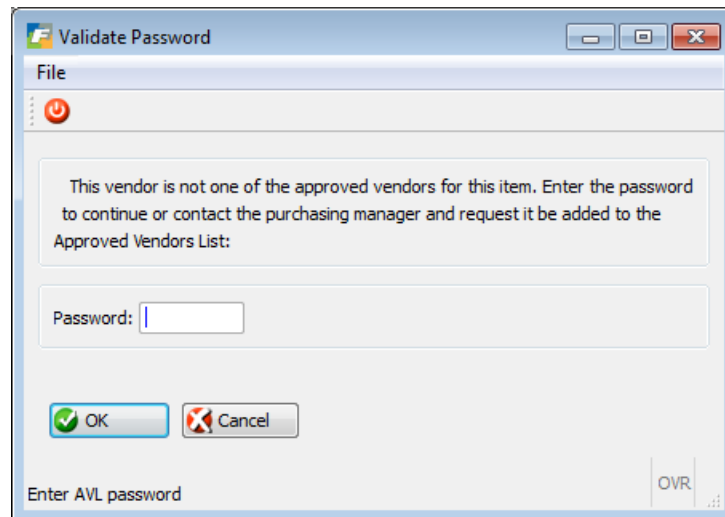 Validate Password
File
This vendor is not one of the approved vendors for this item. Enter the password
to continue or contact the purchasing manager and request it be added to the
Approved Vendors List:
Password:
OK
Cancel
Enter AVL password
OVR